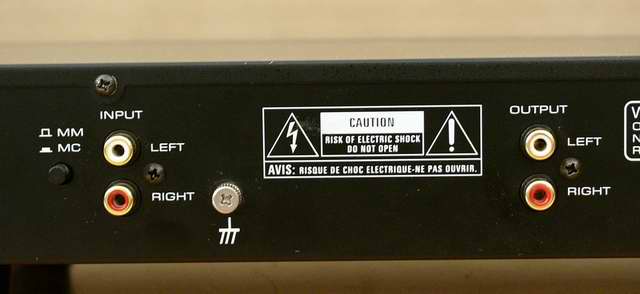 INPUT
MM
MC
LEFT
RIGHT
CAUTION
RISK OF ELECTRIC SHOCK
DO NOT OPEN
AVIS: RISQUE DE CHOC ELECTRIQUE-NE PAS OUVRIR.
OUTPUT
LEFT
RIGHT